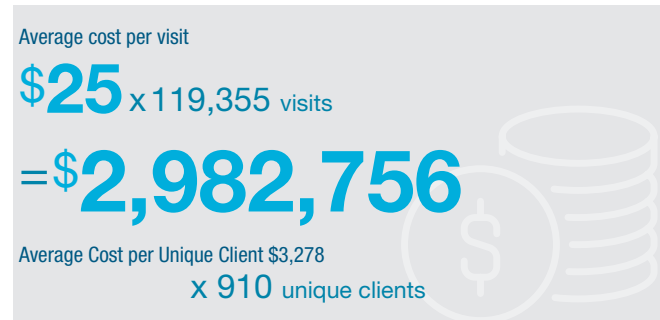 Average cost per visit
$25 x 119,355 visits
=$2,982,756
Average Cost per Unique Client $3,278
x 910 unique clients